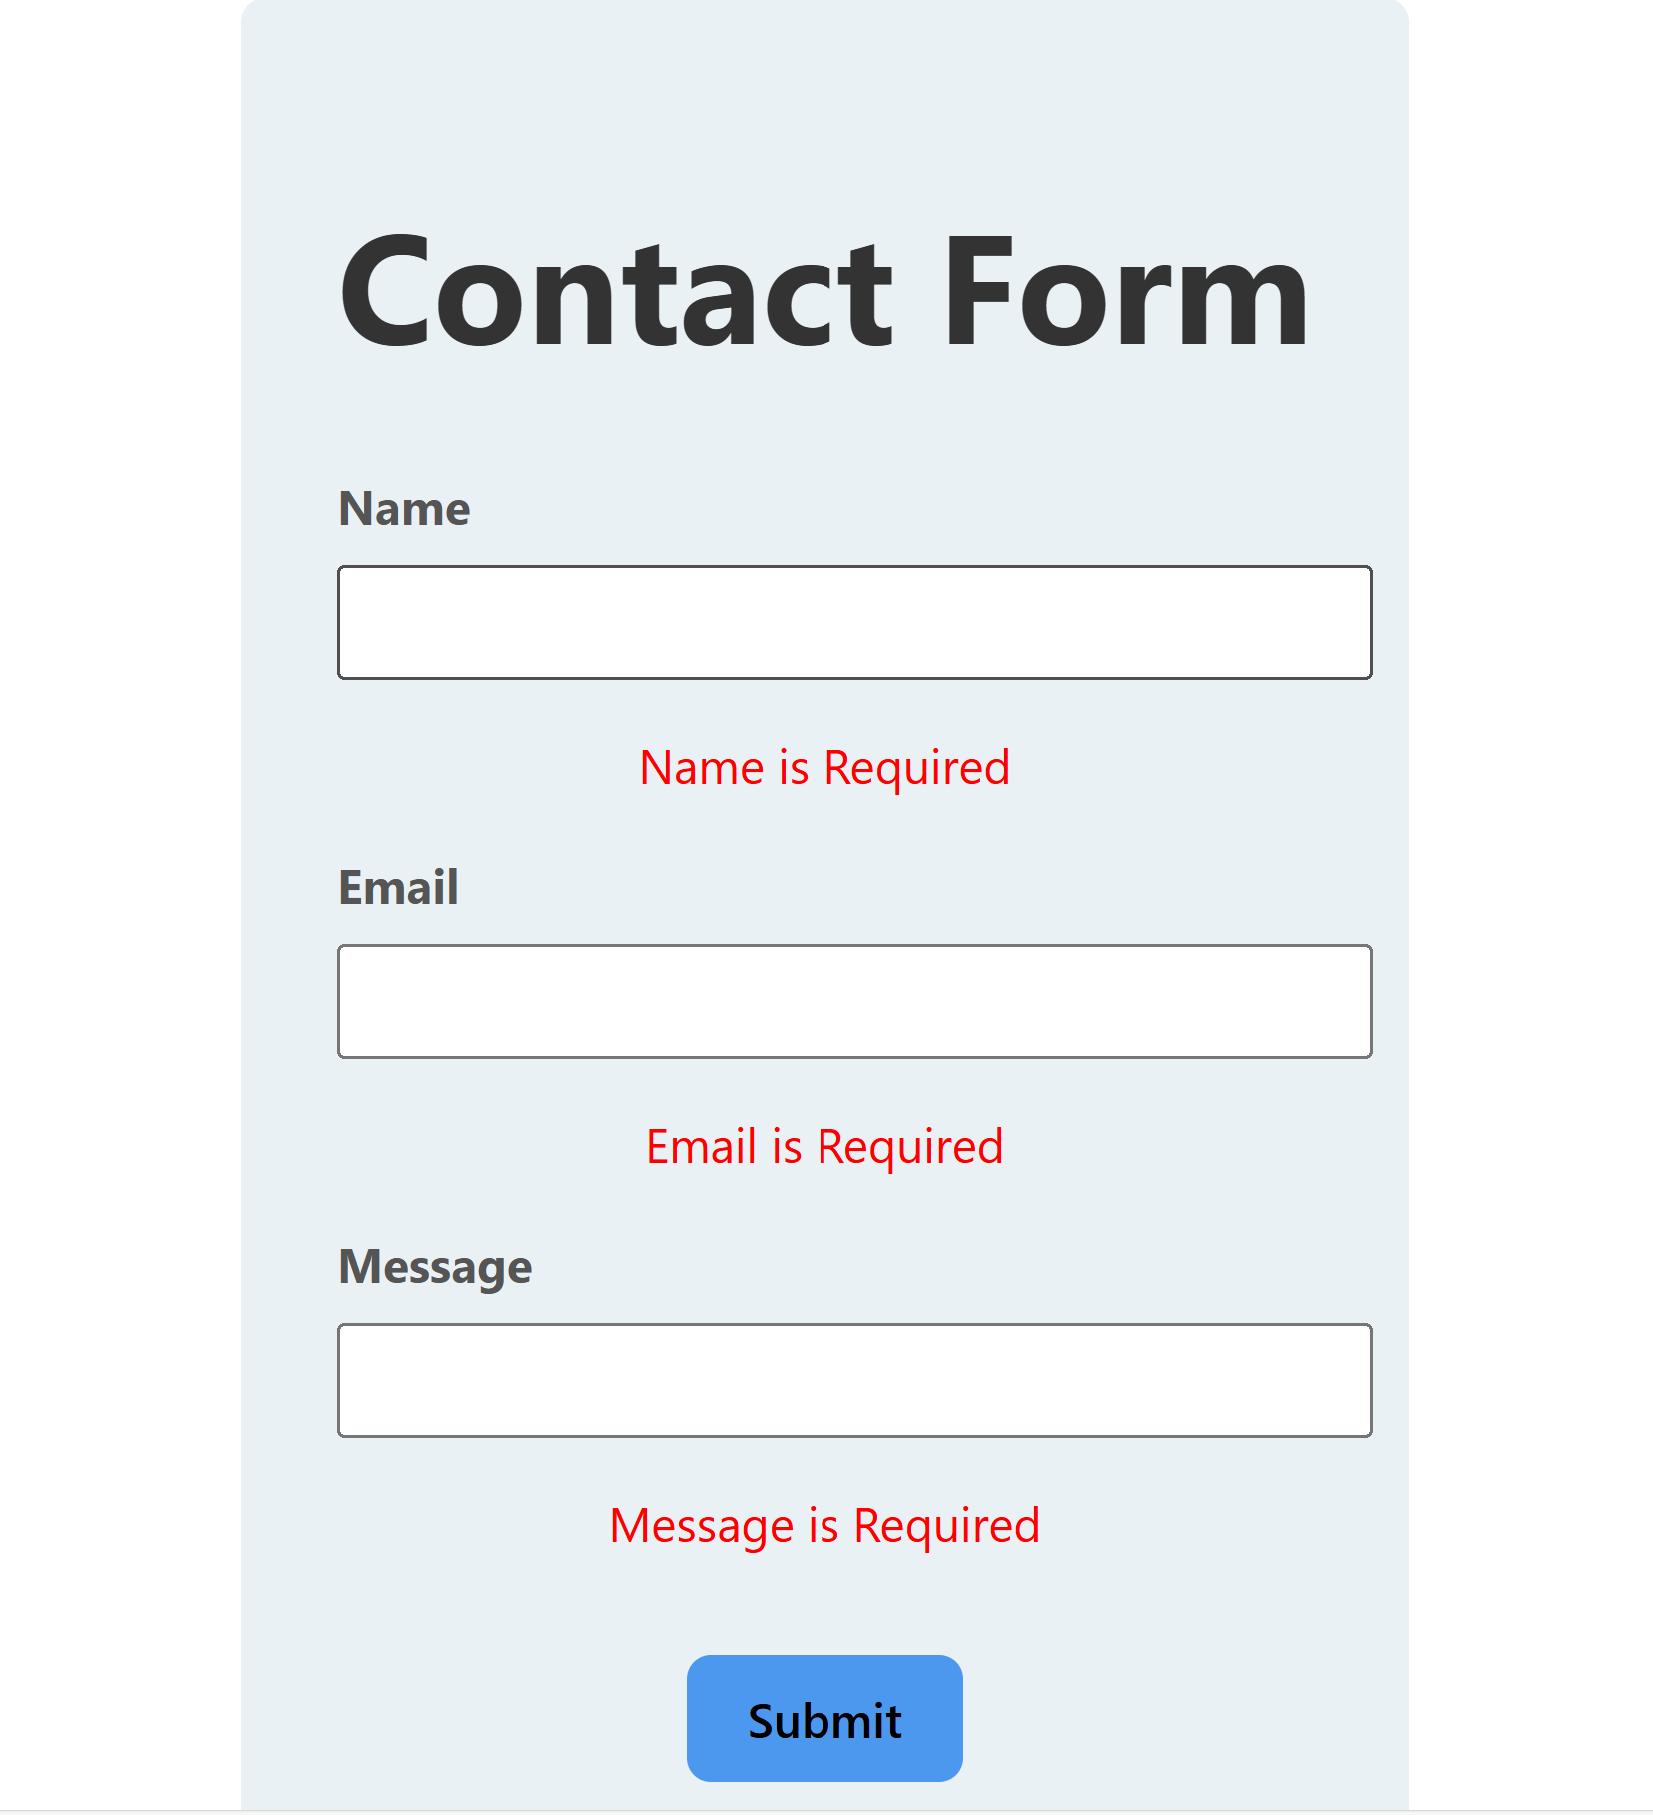 Contact Form
Name
Name is Required
Email
Email is Required
Message
Message is Required
Submit